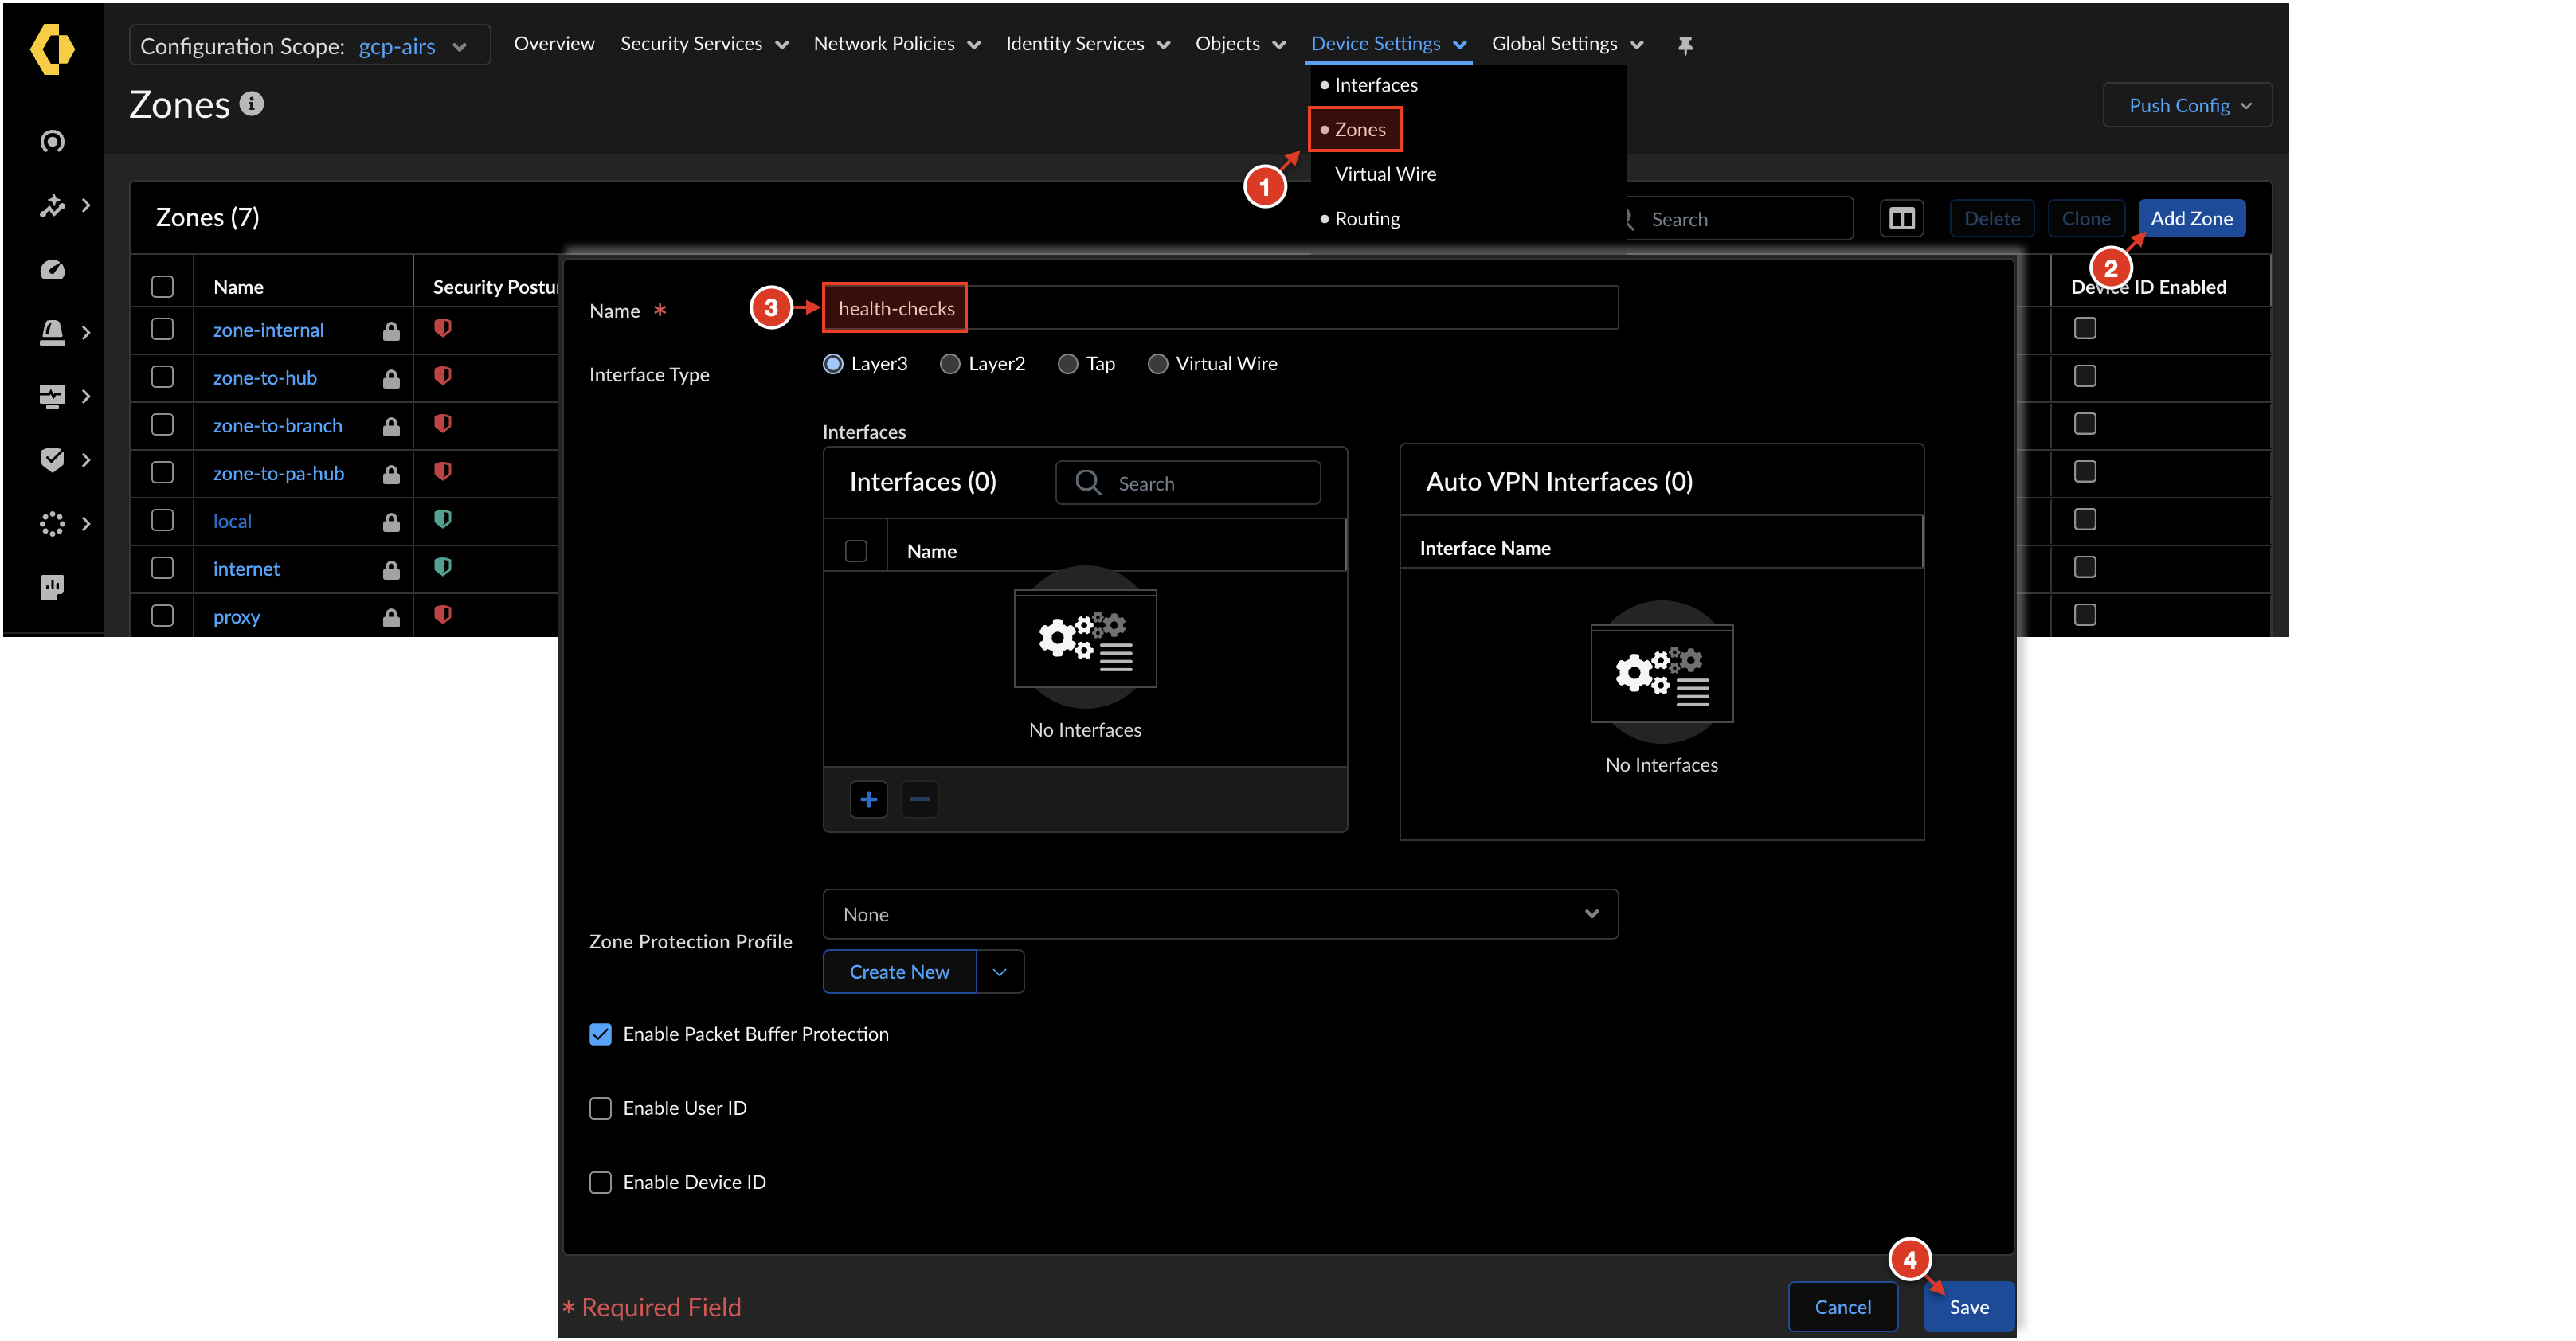 Configuration Scope: gcp-airs
Overview
Security Services
Network Policies
Identity Services
Objects
Device Settings
Global Settings
Interfaces
Zones
Virtual Wire
Routing
Zones
Push Config
1
Zones (7)
Search
Delete
Clone
Add Zone
2
Name
Security Postu
Device ID Enabled
zone-internal
zone-to-hub
zone-to-branch
zone-to-pa-hub
local
internet
proxy
Name *
3
health-checks
Interface Type
Layer3
Layer2
Tap
Virtual Wire
Interfaces
Interfaces (0)
Search
Name
No Interfaces
Auto VPN Interfaces (0)
Interface Name
No Interfaces
Zone Protection Profile
None
Create New
Enable Packet Buffer Protection
Enable User ID
Enable Device ID
4
* Required Field
Cancel
Save